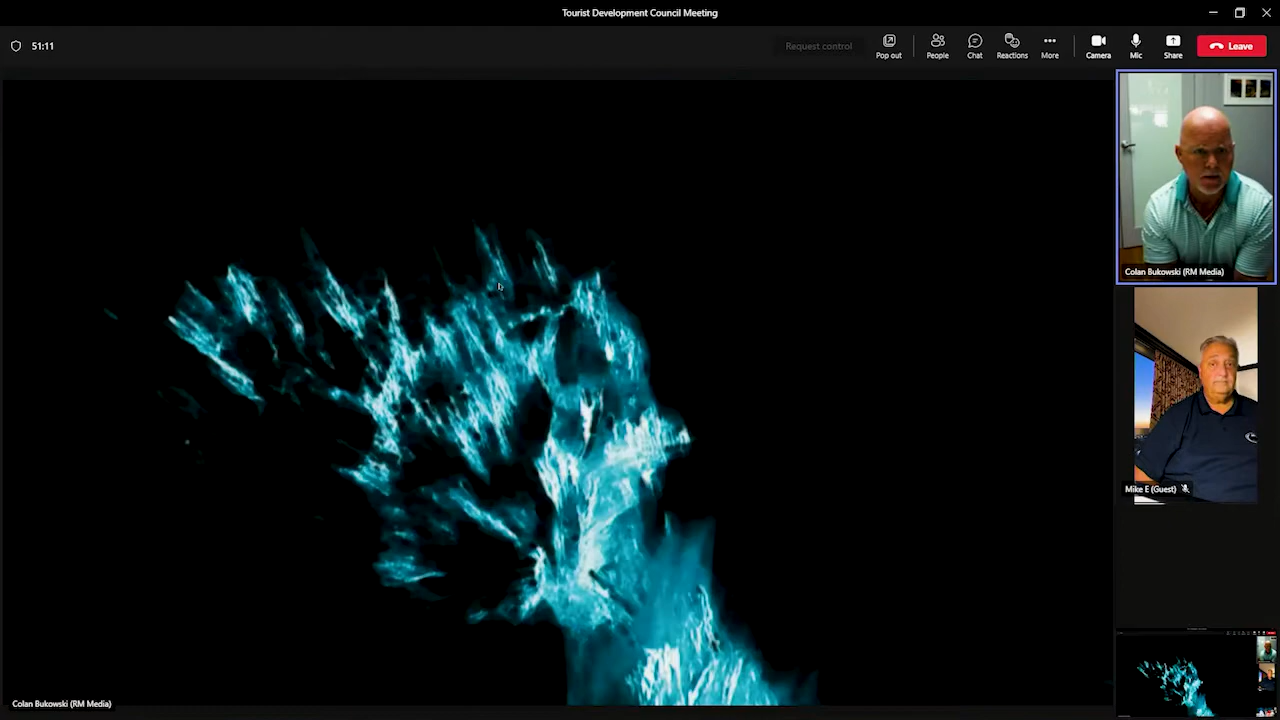 Tourist Development Council Meeting
51:11
Request control
Pop out
People
Chat
Reactions
More
Camera
Mic
Share
Leave
Colan Bukowski (RM Media)
Mike E (Guest)
Colan Bukowski (RM Media)